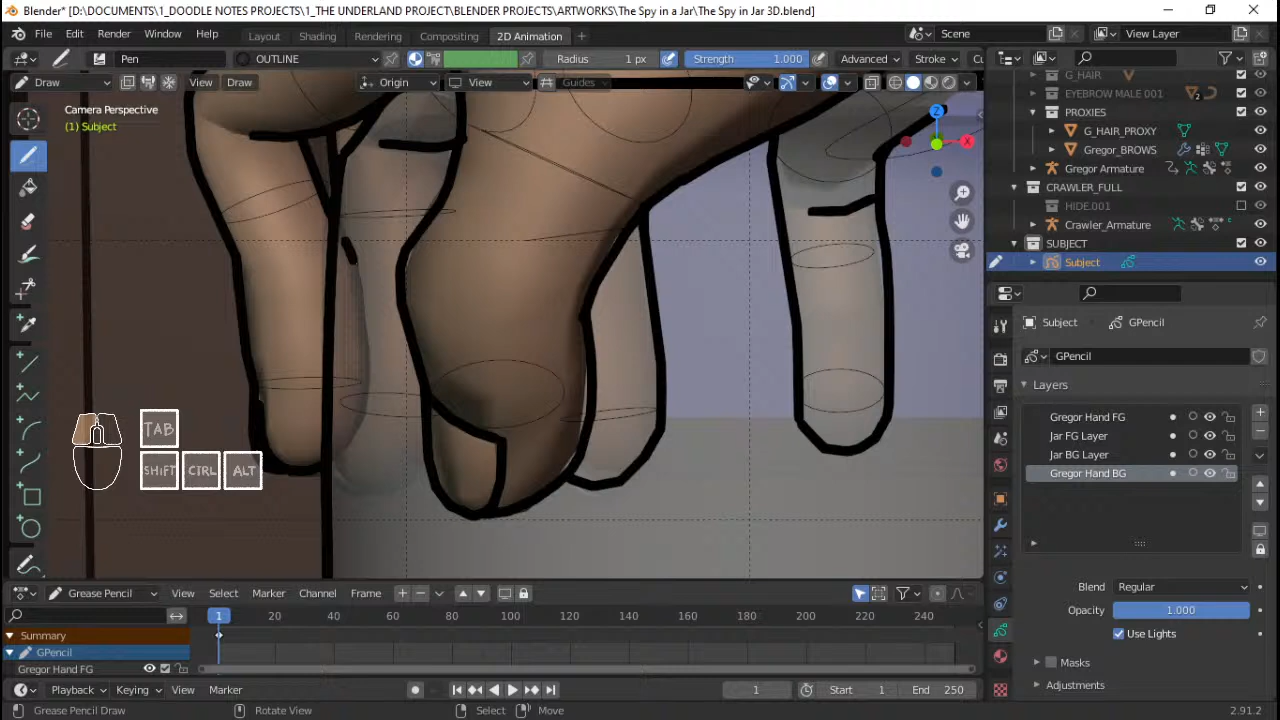 Blender* [D:\DOCUMENTS\1_DOODLE NOTES PROJECTS\1_THE UNDERLAND PROJECT\BLENDER PROJECTS\ARTWORKS\The Spy in a Jar\The Spy in Jar 3D.blend]
File Edit Render Window Help Layout Shading Rendering Compositing 2D Animation Scene View Layer
Pen OUTLINE Radius 1 px Strength 1.000 Advanced Stroke
Draw View Draw Origin View Guides
Camera Perspective
(1) Subject
Z
X
TAB
SHiFT CTRL ALT
G_HAIR
EYEBROW MALE 001 2
PROXIES
G_HAIR_PROXY
Gregor_BROWS
Gregor Armature
CRAWLER_FULL
HIDE.001
Crawler_Armature
SUBJECT
Subject
Subject GPencil
GPencil
Layers
Gregor Hand FG
Jar FG Layer
Jar BG Layer
Gregor Hand BG
Blend Regular
Opacity 1.000
Use Lights
Masks
Adjustments
Grease Pencil View Select Marker Channel Frame
1 20 40 60 80 100 120 140 160 180 200 220 240
Summary
GPencil
Gregor Hand FG
Playback Keying View Marker 1 Start 1 End 250
Grease Pencil Draw Rotate View Select Move 2.91.2